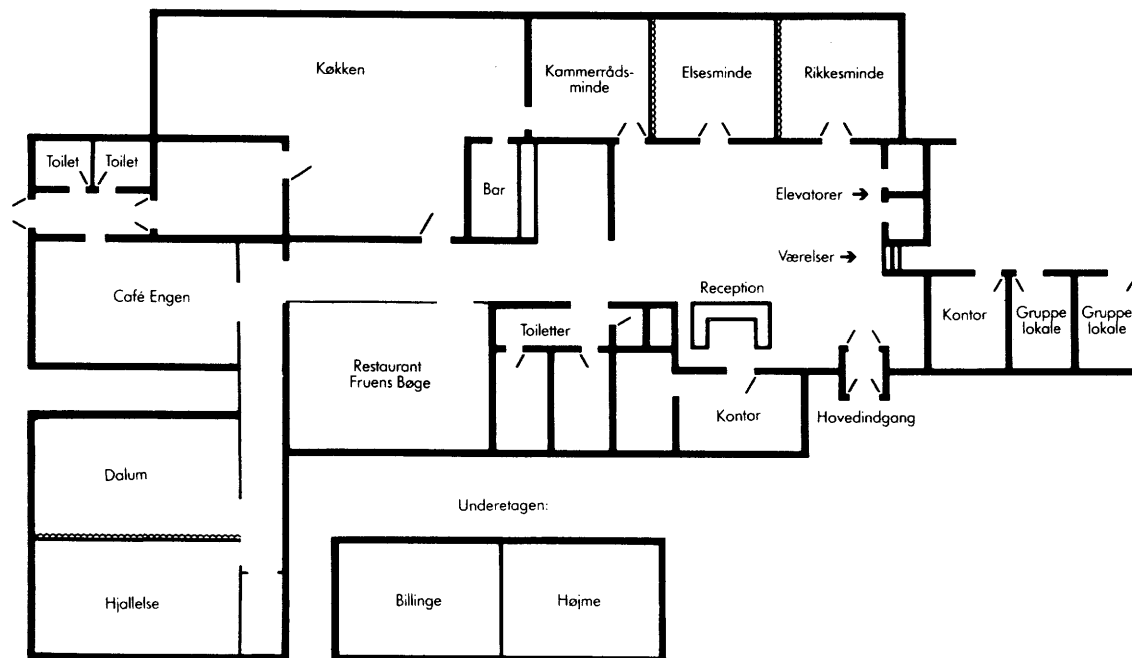 Køkken
Kammerråds-
minde
Elsesminde
Rikkesminde
Toilet
Toilet
Bar
Elevatorer →
Værelser →
Café Engen
Reception
Kontor
Gruppe
lokale
Gruppe
lokale
Toiletter
Restaurant
Fruens Bøge
Kontor
Hovedindgang
Dalum
Underetagen:
Hjallelse
Billinge
Højme